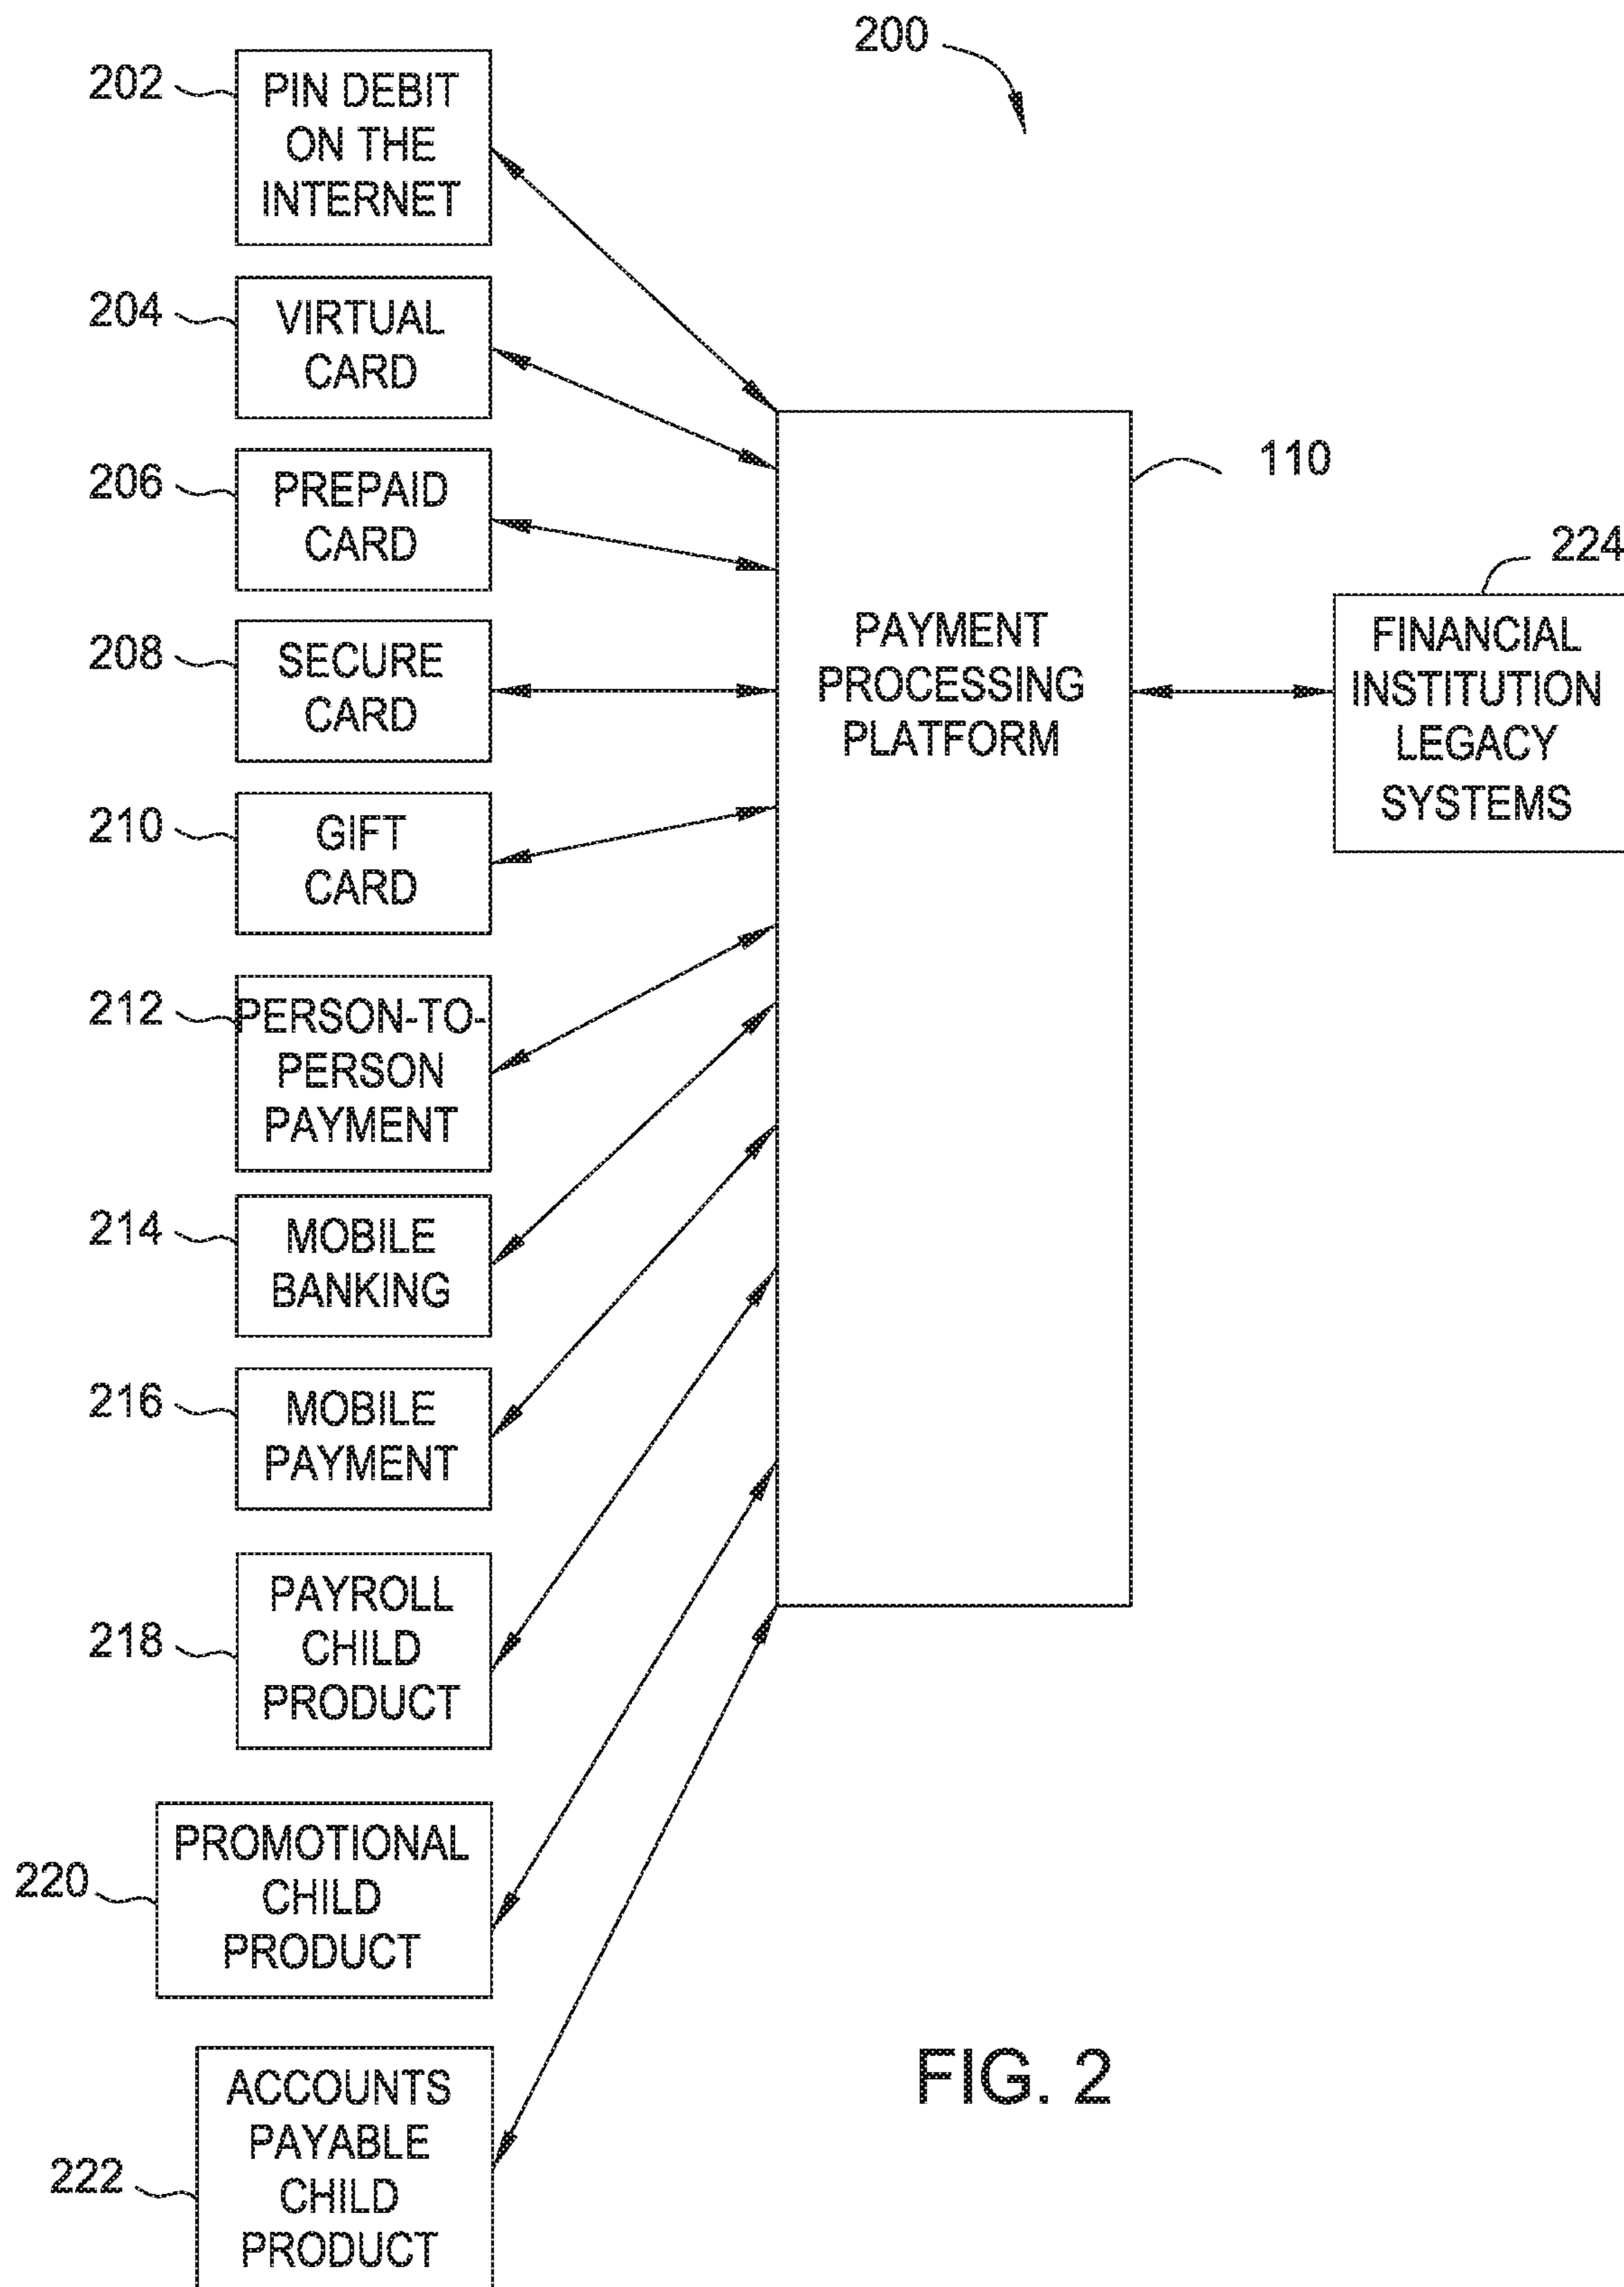 200
202
PIN DEBIT
ON THE
INTERNET
204
VIRTUAL
CARD
206
PREPAID
CARD
208
SECURE
CARD
210
GIFT
CARD
212
PERSON-TO-
PERSON
PAYMENT
214
MOBILE
BANKING
216
MOBILE
PAYMENT
218
PAYROLL
CHILD
PRODUCT
220
PROMOTIONAL
CHILD
PRODUCT
222
ACCOUNTS
PAYABLE
CHILD
PRODUCT
110
PAYMENT
PROCESSING
PLATFORM
224
FINANCIAL
INSTITUTION
LEGACY
SYSTEMS
FIG. 2